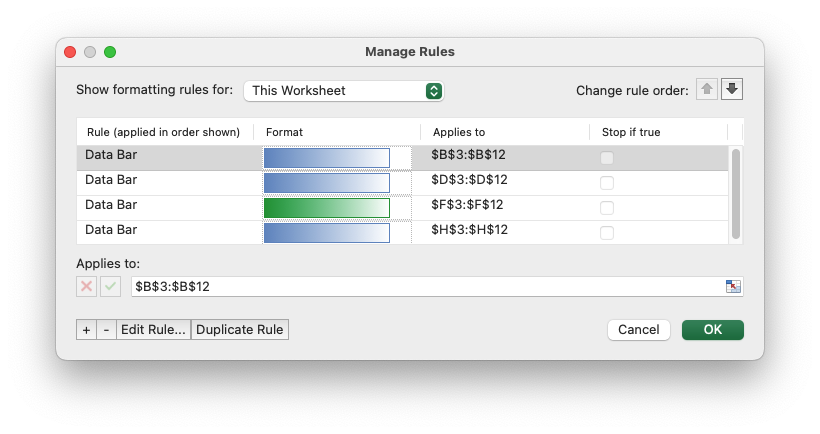 Manage Rules
Show formatting rules for: This Worksheet Change rule order:
Rule (applied in order shown) Format Applies to Stop if true
Data Bar $B$3:$B$12
Data Bar $D$3:$D$12
Data Bar $F$3:$F$12
Data Bar $H$3:$H$12
Applies to:
$B$3:$B$12
+ - Edit Rule... Duplicate Rule Cancel OK